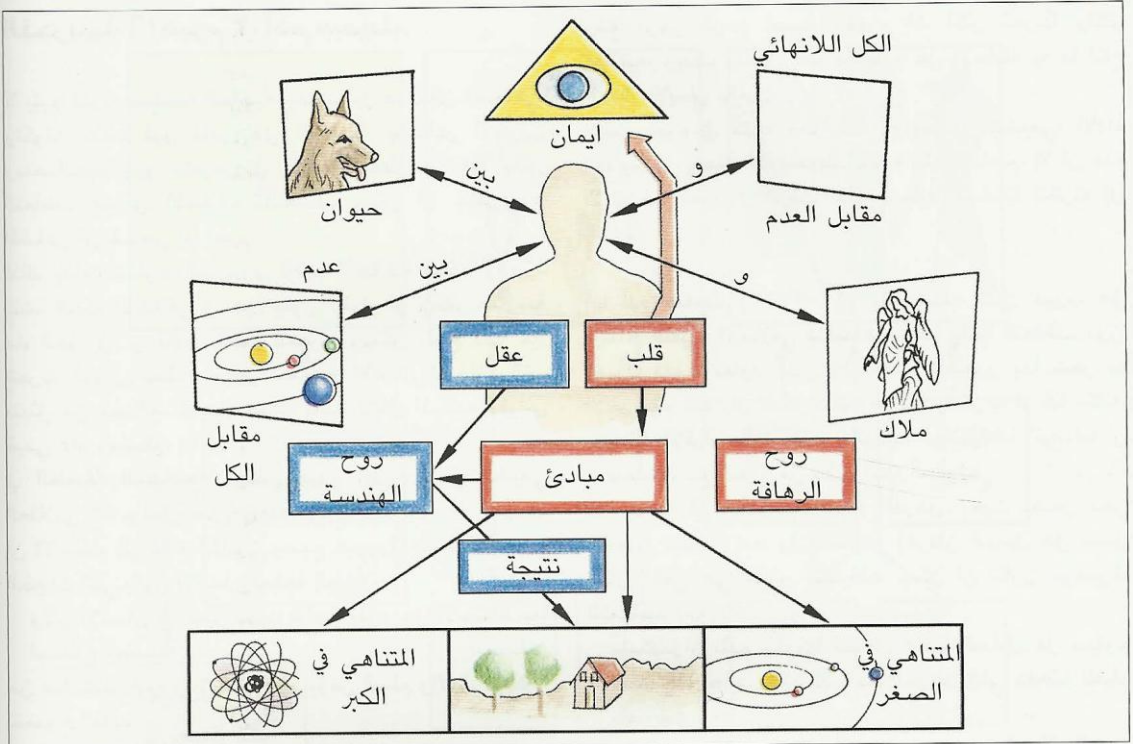 الكل اللانهائي
ايمان
و
بين
مقابل العدم
حيوان
و
بين
عدم
قلب
عقل
ملاك
مقابل
الكل
روح
الرهافة
مبادئ
روح
الهندسة
نتيجة
المتناهي في
الصغر
المتناهي في
الكبر